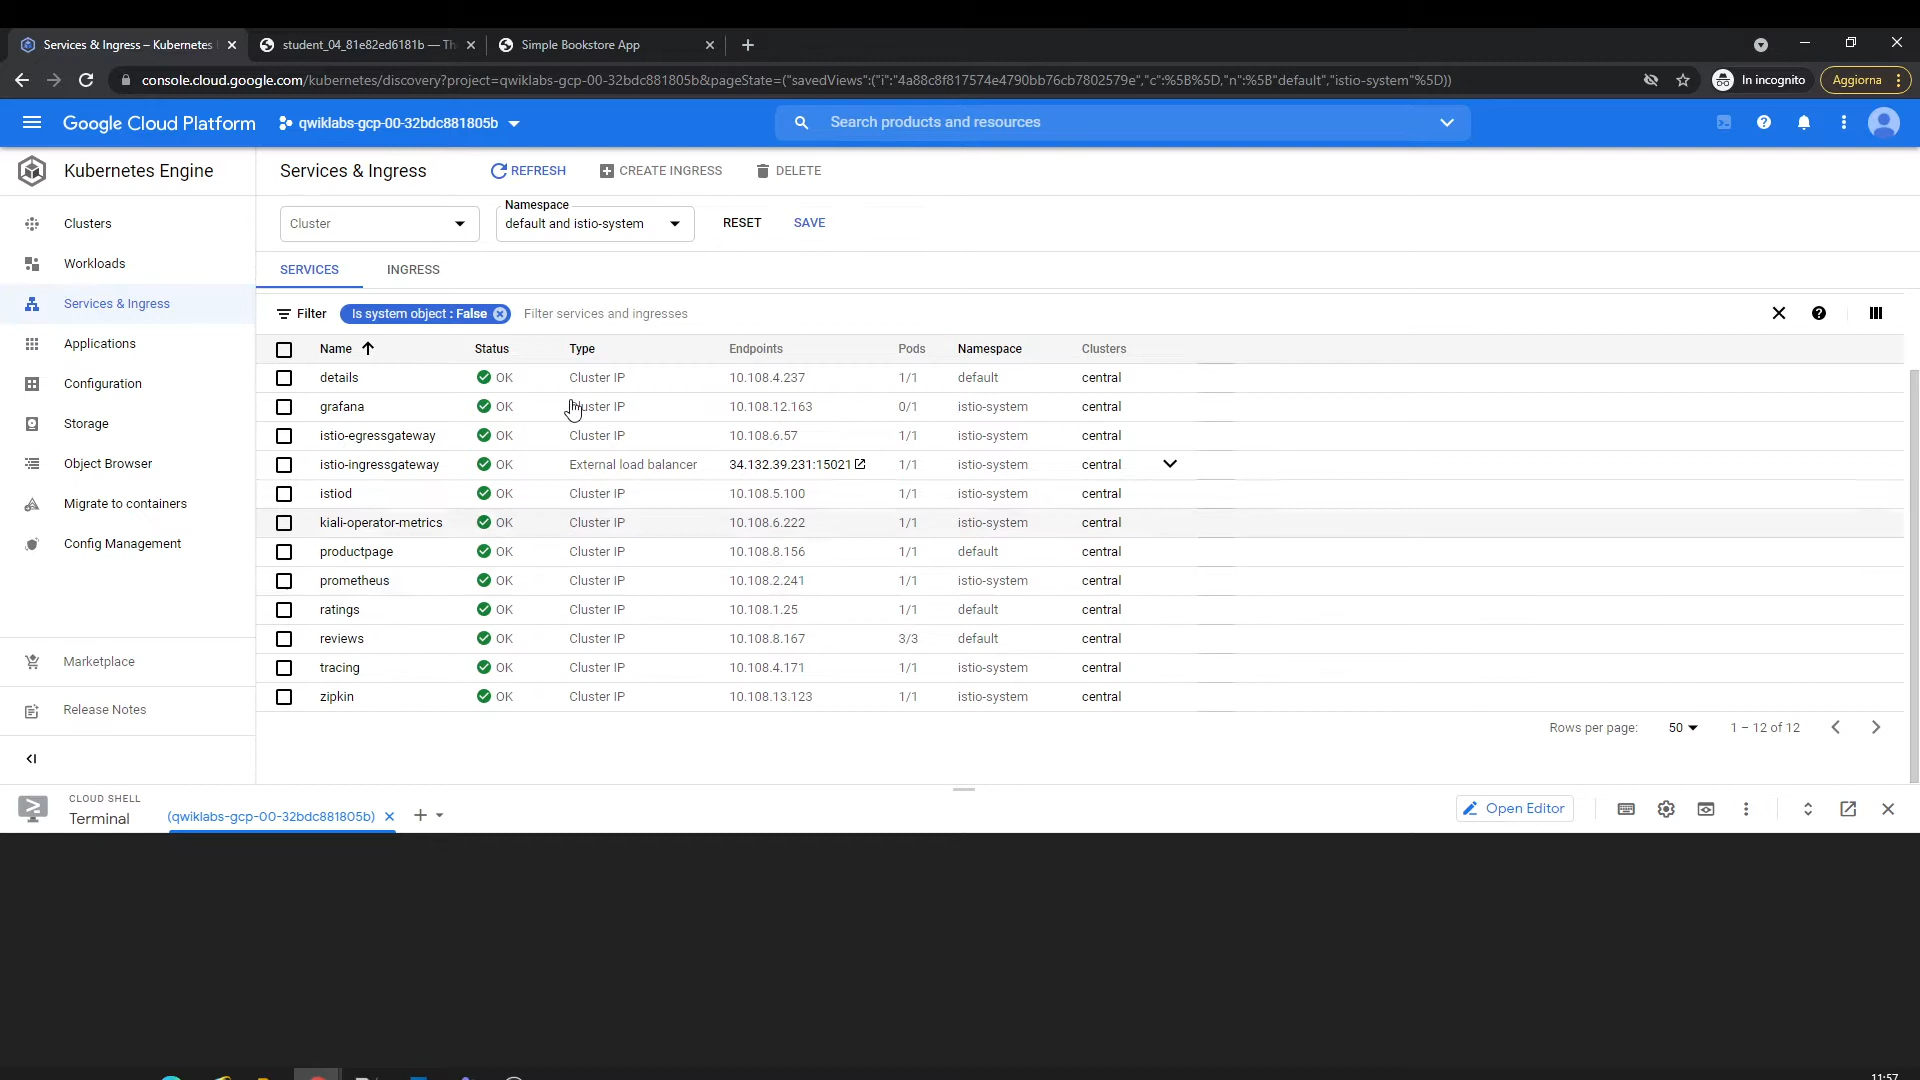 Services & Ingress – Kubernetes
student_04_81e82ed6181b — Th
Simple Bookstore App
console.cloud.google.com/kubernetes/discovery?project=qwiklabs-gcp-00-32bdc881805b&pageState=("savedViews":("i":"4a88c8f817574e4790bb76cb7802579e","c":%5B%5D,"n":%5B"default","istio-system"%5D))
In incognito
Aggiorna
Google Cloud Platform
qwiklabs-gcp-00-32bdc881805b
Search products and resources
Kubernetes Engine
Services & Ingress
REFRESH
CREATE INGRESS
DELETE
Clusters
Workloads
Services & Ingress
Applications
Configuration
Storage
Object Browser
Migrate to containers
Config Management
Marketplace
Release Notes
Cluster
Namespace
default and istio-system
RESET
SAVE
SERVICES
INGRESS
Filter
Is system object : False
Filter services and ingresses
Name Status Type Endpoints Pods Namespace Clusters
details OK Cluster IP 10.108.4.237 1/1 default central
grafana OK Cluster IP 10.108.12.163 0/1 istio-system central
istio-egressgateway OK Cluster IP 10.108.6.57 1/1 istio-system central
istio-ingressgateway OK External load balancer 34.132.39.231:15021 1/1 istio-system central
istiod OK Cluster IP 10.108.5.100 1/1 istio-system central
kiali-operator-metrics OK Cluster IP 10.108.6.222 1/1 istio-system central
productpage OK Cluster IP 10.108.8.156 1/1 default central
prometheus OK Cluster IP 10.108.2.241 1/1 istio-system central
ratings OK Cluster IP 10.108.1.25 1/1 default central
reviews OK Cluster IP 10.108.8.167 3/3 default central
tracing OK Cluster IP 10.108.4.171 1/1 istio-system central
zipkin OK Cluster IP 10.108.13.123 1/1 istio-system central
Rows per page: 50 1 – 12 of 12
CLOUD SHELL
Terminal
(qwiklabs-gcp-00-32bdc881805b)
Open Editor
11:57